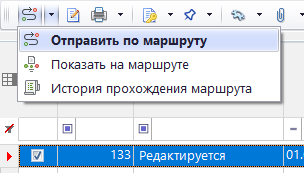 Отправить по маршруту
Показать на маршруте
История прохождения маршрута
133 Редактируется 01.